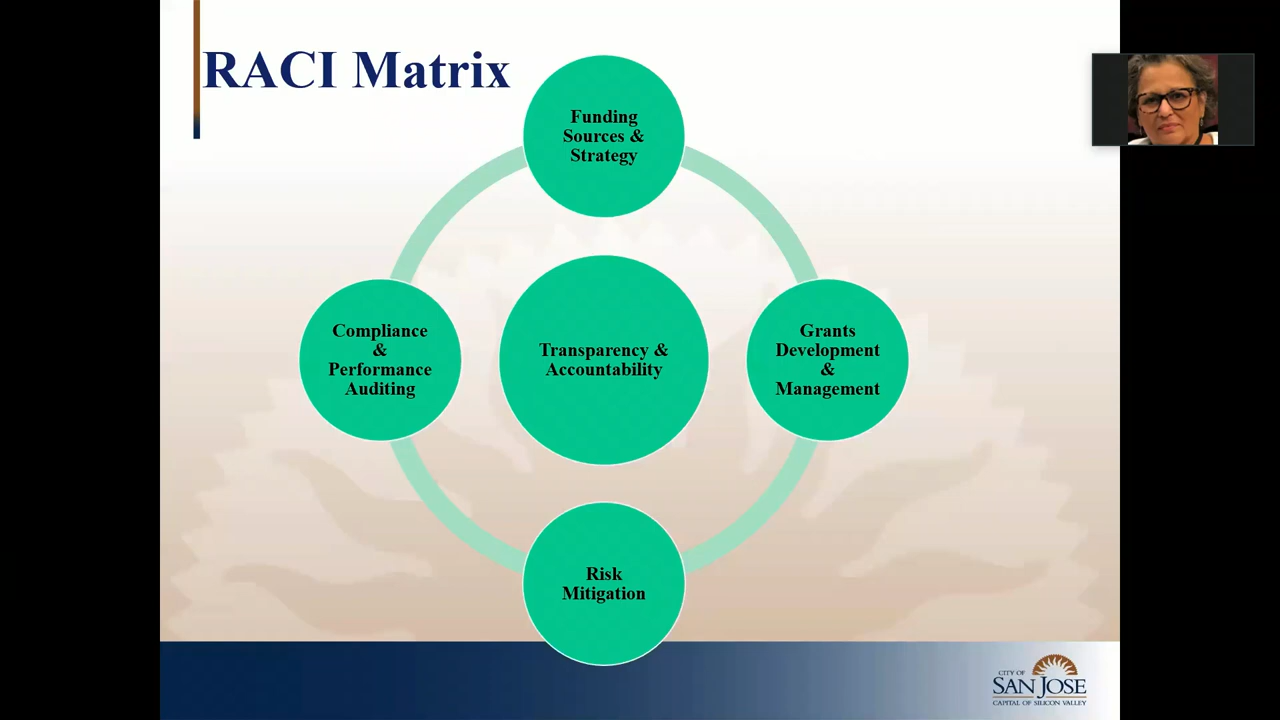 RACI Matrix
Funding
Sources &
Strategy
Compliance
&
Performance
Auditing
Transparency &
Accountability
Grants
Development
&
Management
Risk
Mitigation
CITY OF
SAN JOSE
CAPITAL OF SILICON VALLEY